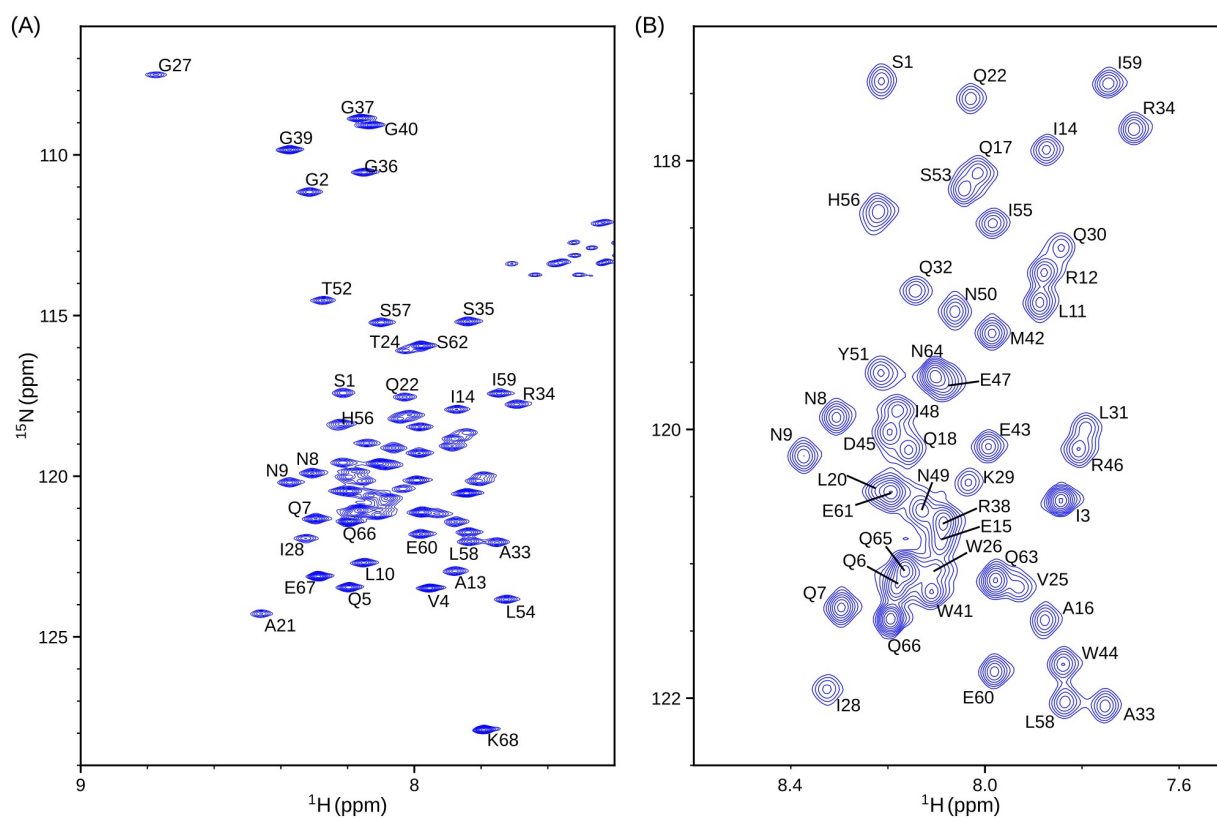 (A)
G27
G37
G40
G39
G36
G2
110
T52
S57
S35
115
T24
S62
S1
Q22
I59
I14
R34
H56
N9
N8
120
Q7
Q66
I28
E60
L58
A33
L10
A13
E67
Q5
V4
L54
A21
125
K68
9
8
¹H (ppm)
¹⁵N (ppm)
(B)
S1
Q22
I59
R34
I14
Q17
118
S53
H56
I55
Q30
Q32
R12
N50
L11
M42
Y51
N64
E47
N8
I48
L31
120
N9
D45
Q18
E43
R46
L20
N49
K29
E61
R38
I3
E15
Q65
W26
Q6
Q63
V25
Q7
W41
A16
Q66
W44
E60
122
I28
L58
A33
8.4
8.0
7.6
¹H (ppm)